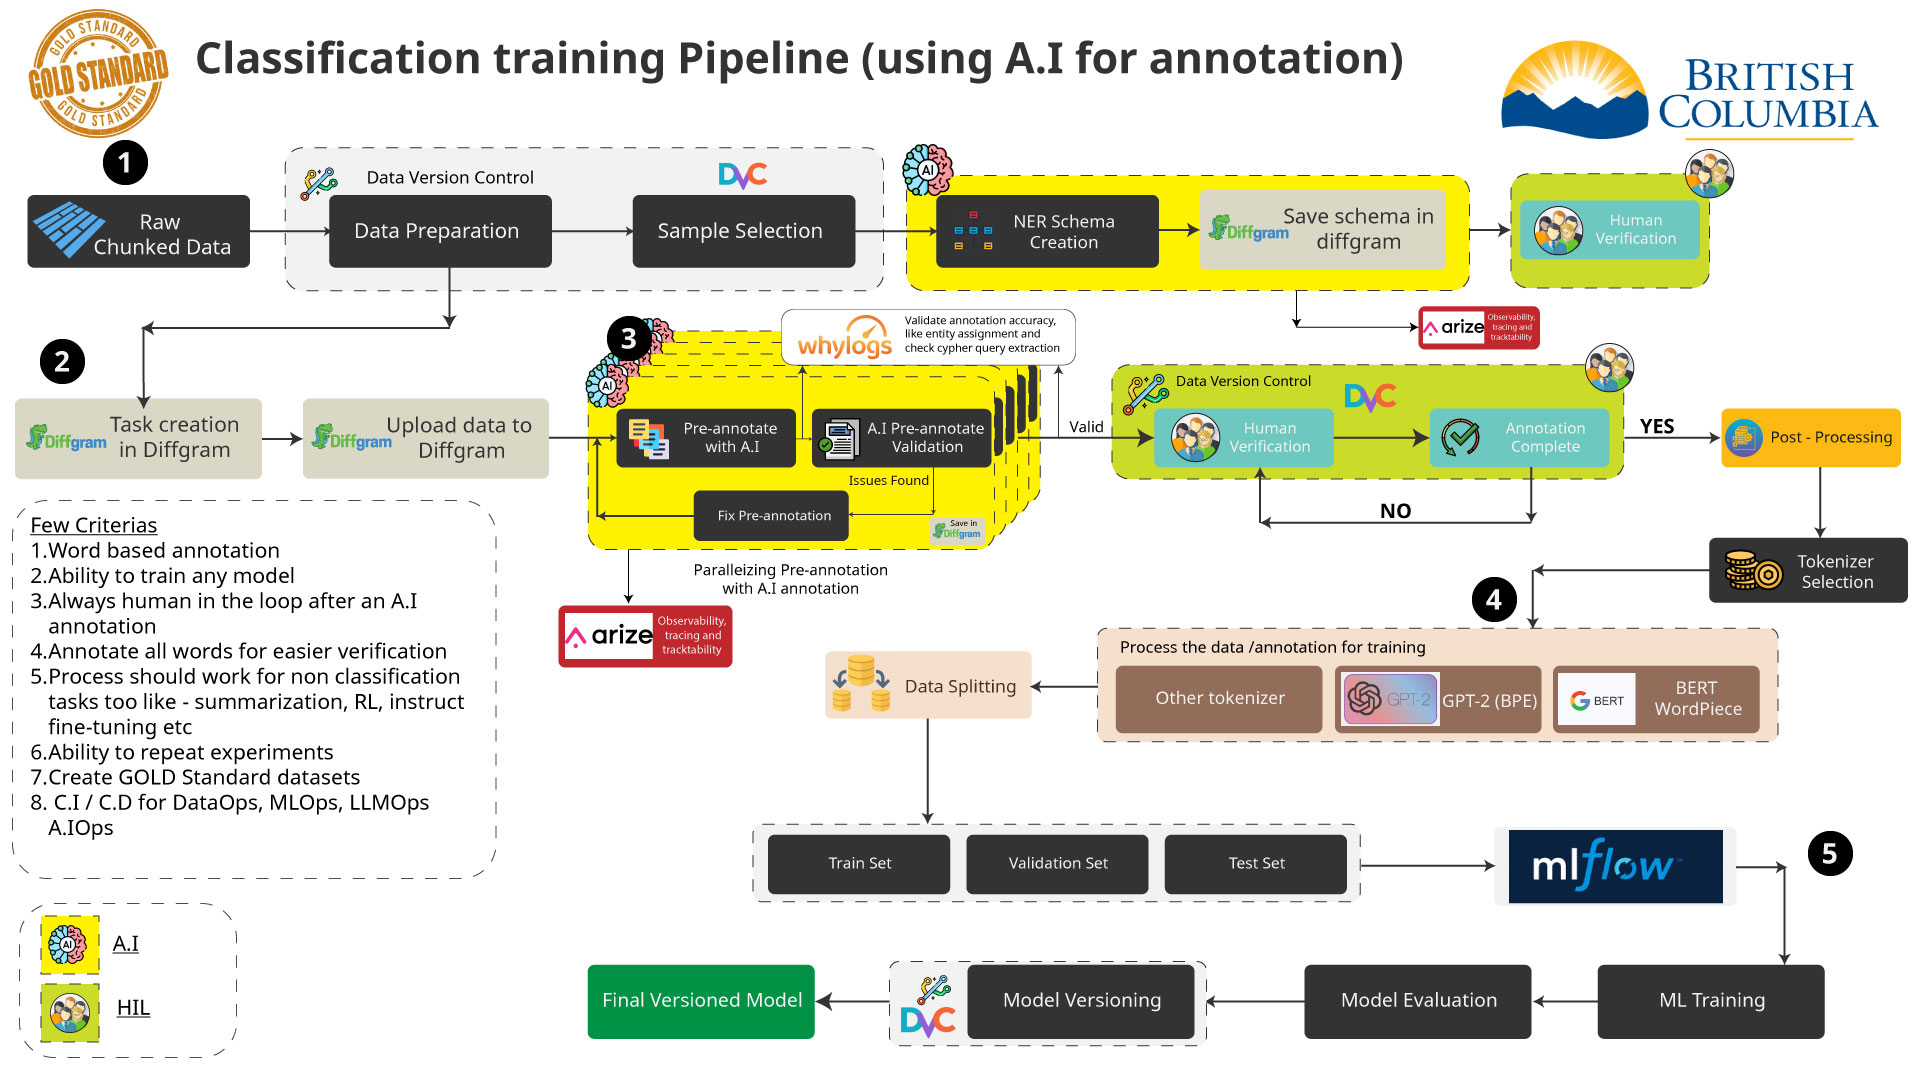 GOLD STANDARD
GOLD STANDARD
GOLD STANDARD
Classification training Pipeline (using A.I for annotation)
BRITISH
COLUMBIA
1
Raw
Chunked Data
Data Version Control
DVC
Data Preparation
Sample Selection
AI
NER Schema
Creation
Diffgram
Save schema in
diffgram
Human
Verification
arize
Observability,
tracing and
tracktability
2
Diffgram
Task creation
in Diffgram
Diffgram
Upload data to
Diffgram
3
AI
whylogs
Validate annotation accuracy,
like entity assignment and
check cypher query extraction
Pre-annotate
with A.I
A.I Pre-annotate
Validation
Issues Found
Fix Pre-annotation
Save in
Diffgram
Paralleizing Pre-annotation
with A.I annotation
arize
Observability,
tracing and
tracktability
Valid
Data Version Control
DVC
Human
Verification
Annotation
Complete
YES
NO
Post - Processing
Tokenizer
Selection
4
Process the data /annotation for training
Other tokenizer
GPT-2
GPT-2 (BPE)
BERT
BERT
WordPiece
Data Splitting
Few Criterias
1.Word based annotation
2.Ability to train any model
3.Always human in the loop after an A.I
annotation
4.Annotate all words for easier verification
5.Process should work for non classification
tasks too like - summarization, RL, instruct
fine-tuning etc
6.Ability to repeat experiments
7.Create GOLD Standard datasets
8. C.I / C.D for DataOps, MLOps, LLMOps
A.IOps
Train Set
Validation Set
Test Set
mlflow™
5
AI
A.I
HIL
Final Versioned Model
DVC
Model Versioning
Model Evaluation
ML Training